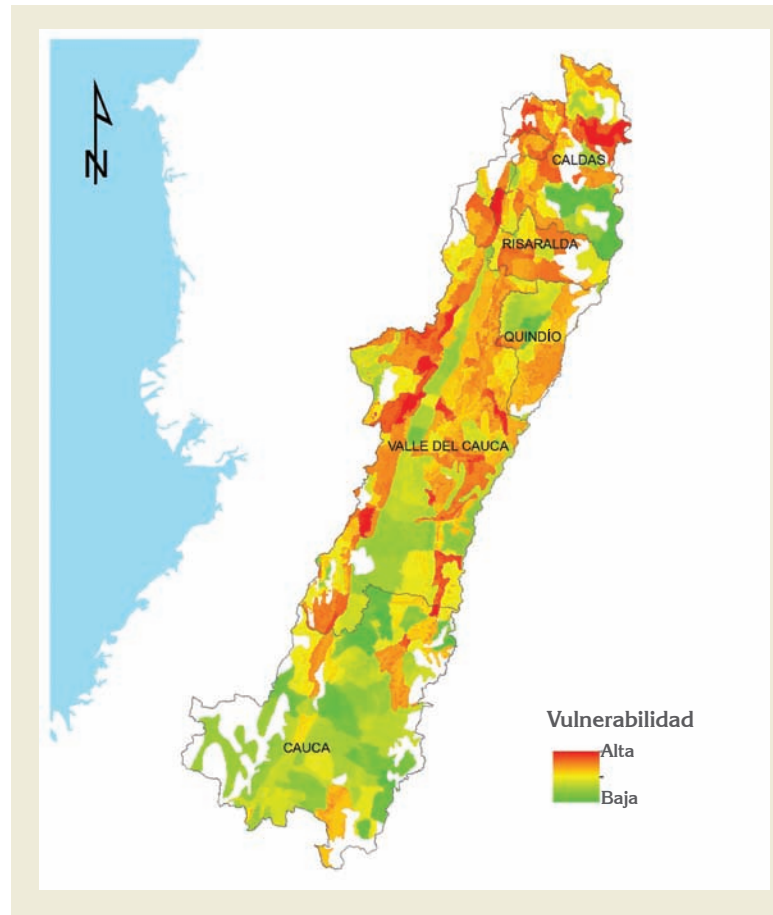 N
CALDAS
RISARALDA
QUINDÍO
VALLE DEL CAUCA
CAUCA
Vulnerabilidad
Alta
-
Baja